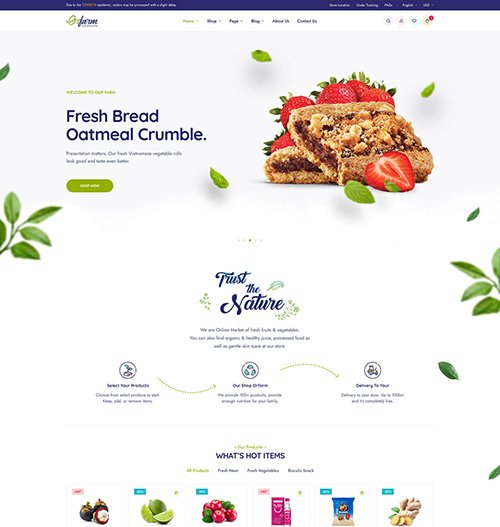 Due to the COVID-19 epidemic, orders may be processed with a slight delay
Store Location Order Tracking FAQs English USD
Orfarm
Home Shop Page Blog About Us Contact Us
WELCOME TO OUR FARM
Fresh Bread
Oatmeal Crumble.
Presentation matters. Our fresh Vietnamese vegetable rolls
look good and taste even better.
SHOP NOW
Trust
the
Nature
We are Online Market of fresh fruits & vegetables.
You can also find organic & healthy juice, processed food as
well as gentle skin tcare at our store.
Select Your Products
Choose from select produce to start
Keep, add, or remove items.
Our Shop Orfarm
We provide 100+ products, provide
enough nutrition for your family.
Delivery To Your
Delivery to your door. Up to 100km
and it's completely free.
~ Our Products ~
WHAT'S HOT ITEMS
All Products Fresh Meat Fresh Vegetables Biscuits Snack
HOT